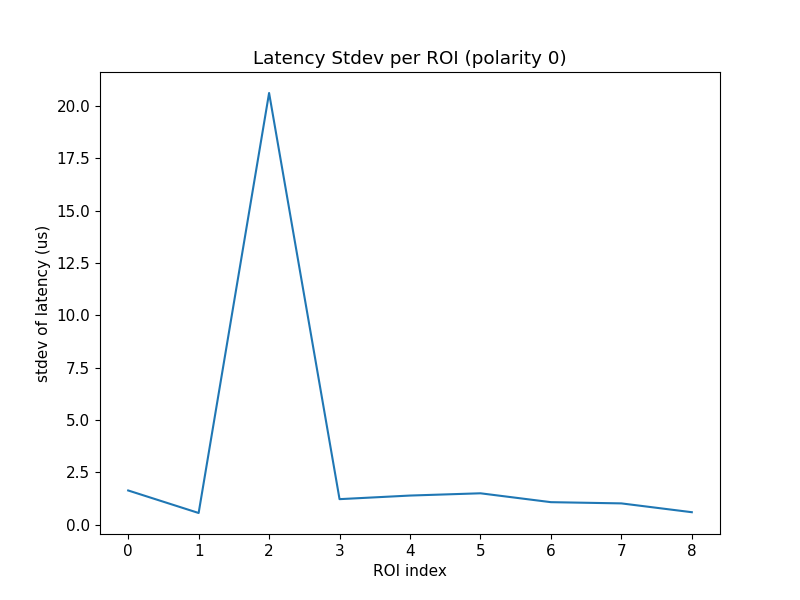 Latency Stdev per ROI (polarity 0)
20.0
17.5
15.0
12.5
10.0
7.5
5.0
2.5
0.0
stdev of latency (us)
0 1 2 3 4 5 6 7 8
ROI index